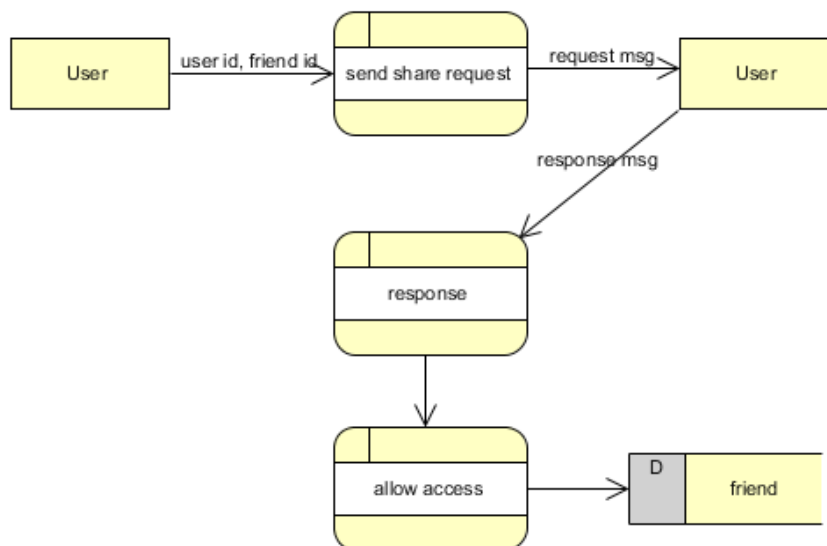 User
user id, friend id
send share request
request msg
User
response msg
response
allow access
D
friend